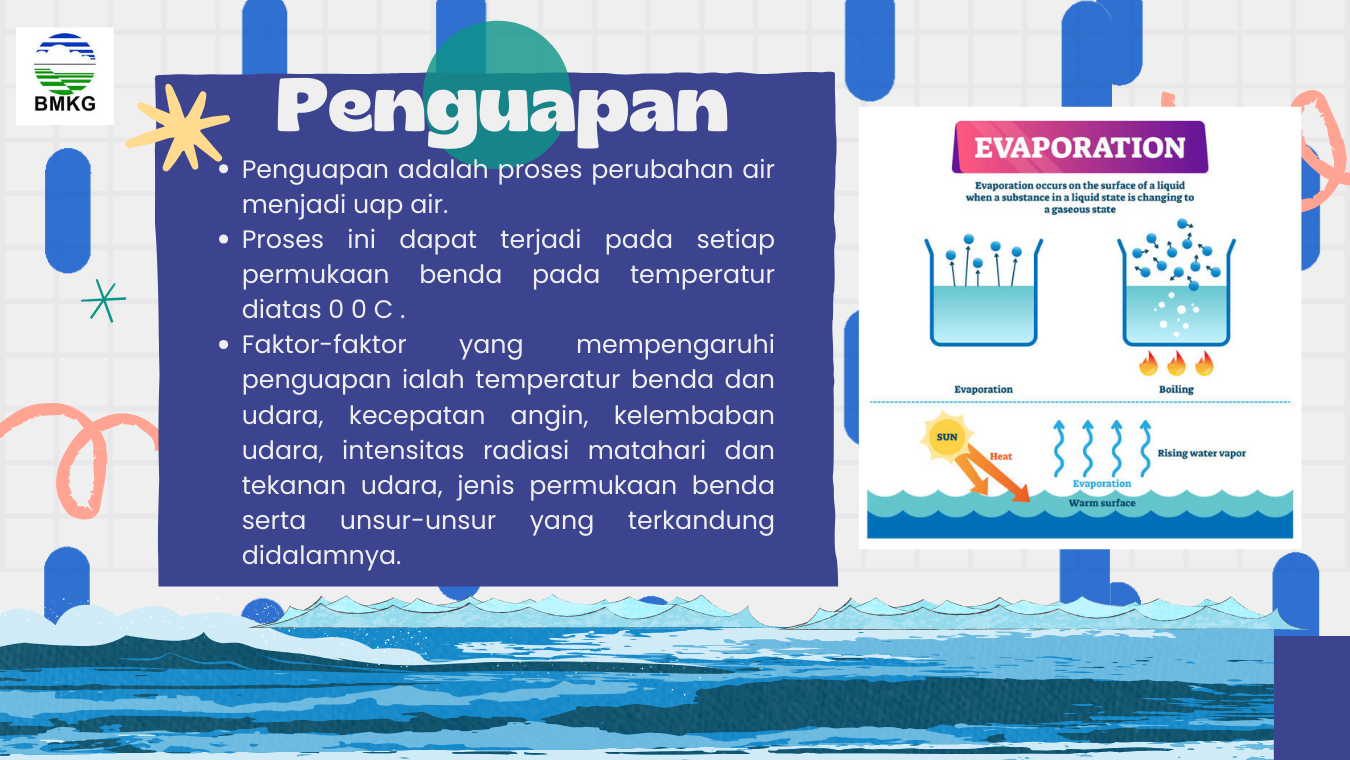 BMKG
Penguapan
• Penguapan adalah proses perubahan air
menjadi uap air.
• Proses ini dapat terjadi pada setiap
permukaan benda pada temperatur
diatas 0 0 C .
• Faktor-faktor yang mempengaruhi
penguapan ialah temperatur benda dan
udara, kecepatan angin, kelembaban
udara, intensitas radiasi matahari dan
tekanan udara, jenis permukaan benda
serta unsur-unsur yang terkandung
didalamnya.
EVAPORATION
Evaporation occurs on the surface of a liquid
when a substance in a liquid state is changing to
a gaseous state
Evaporation
Boiling
SUN
Heat
Rising water vapor
Evaporation
Warm surface